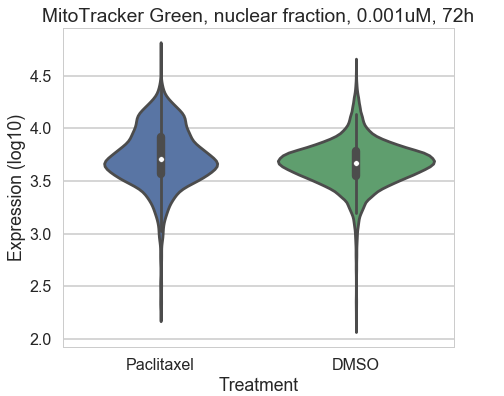 MitoTracker Green, nuclear fraction, 0.001uM, 72h
Expression (log10)
4.5
4.0
3.5
3.0
2.5
2.0
Paclitaxel DMSO
Treatment